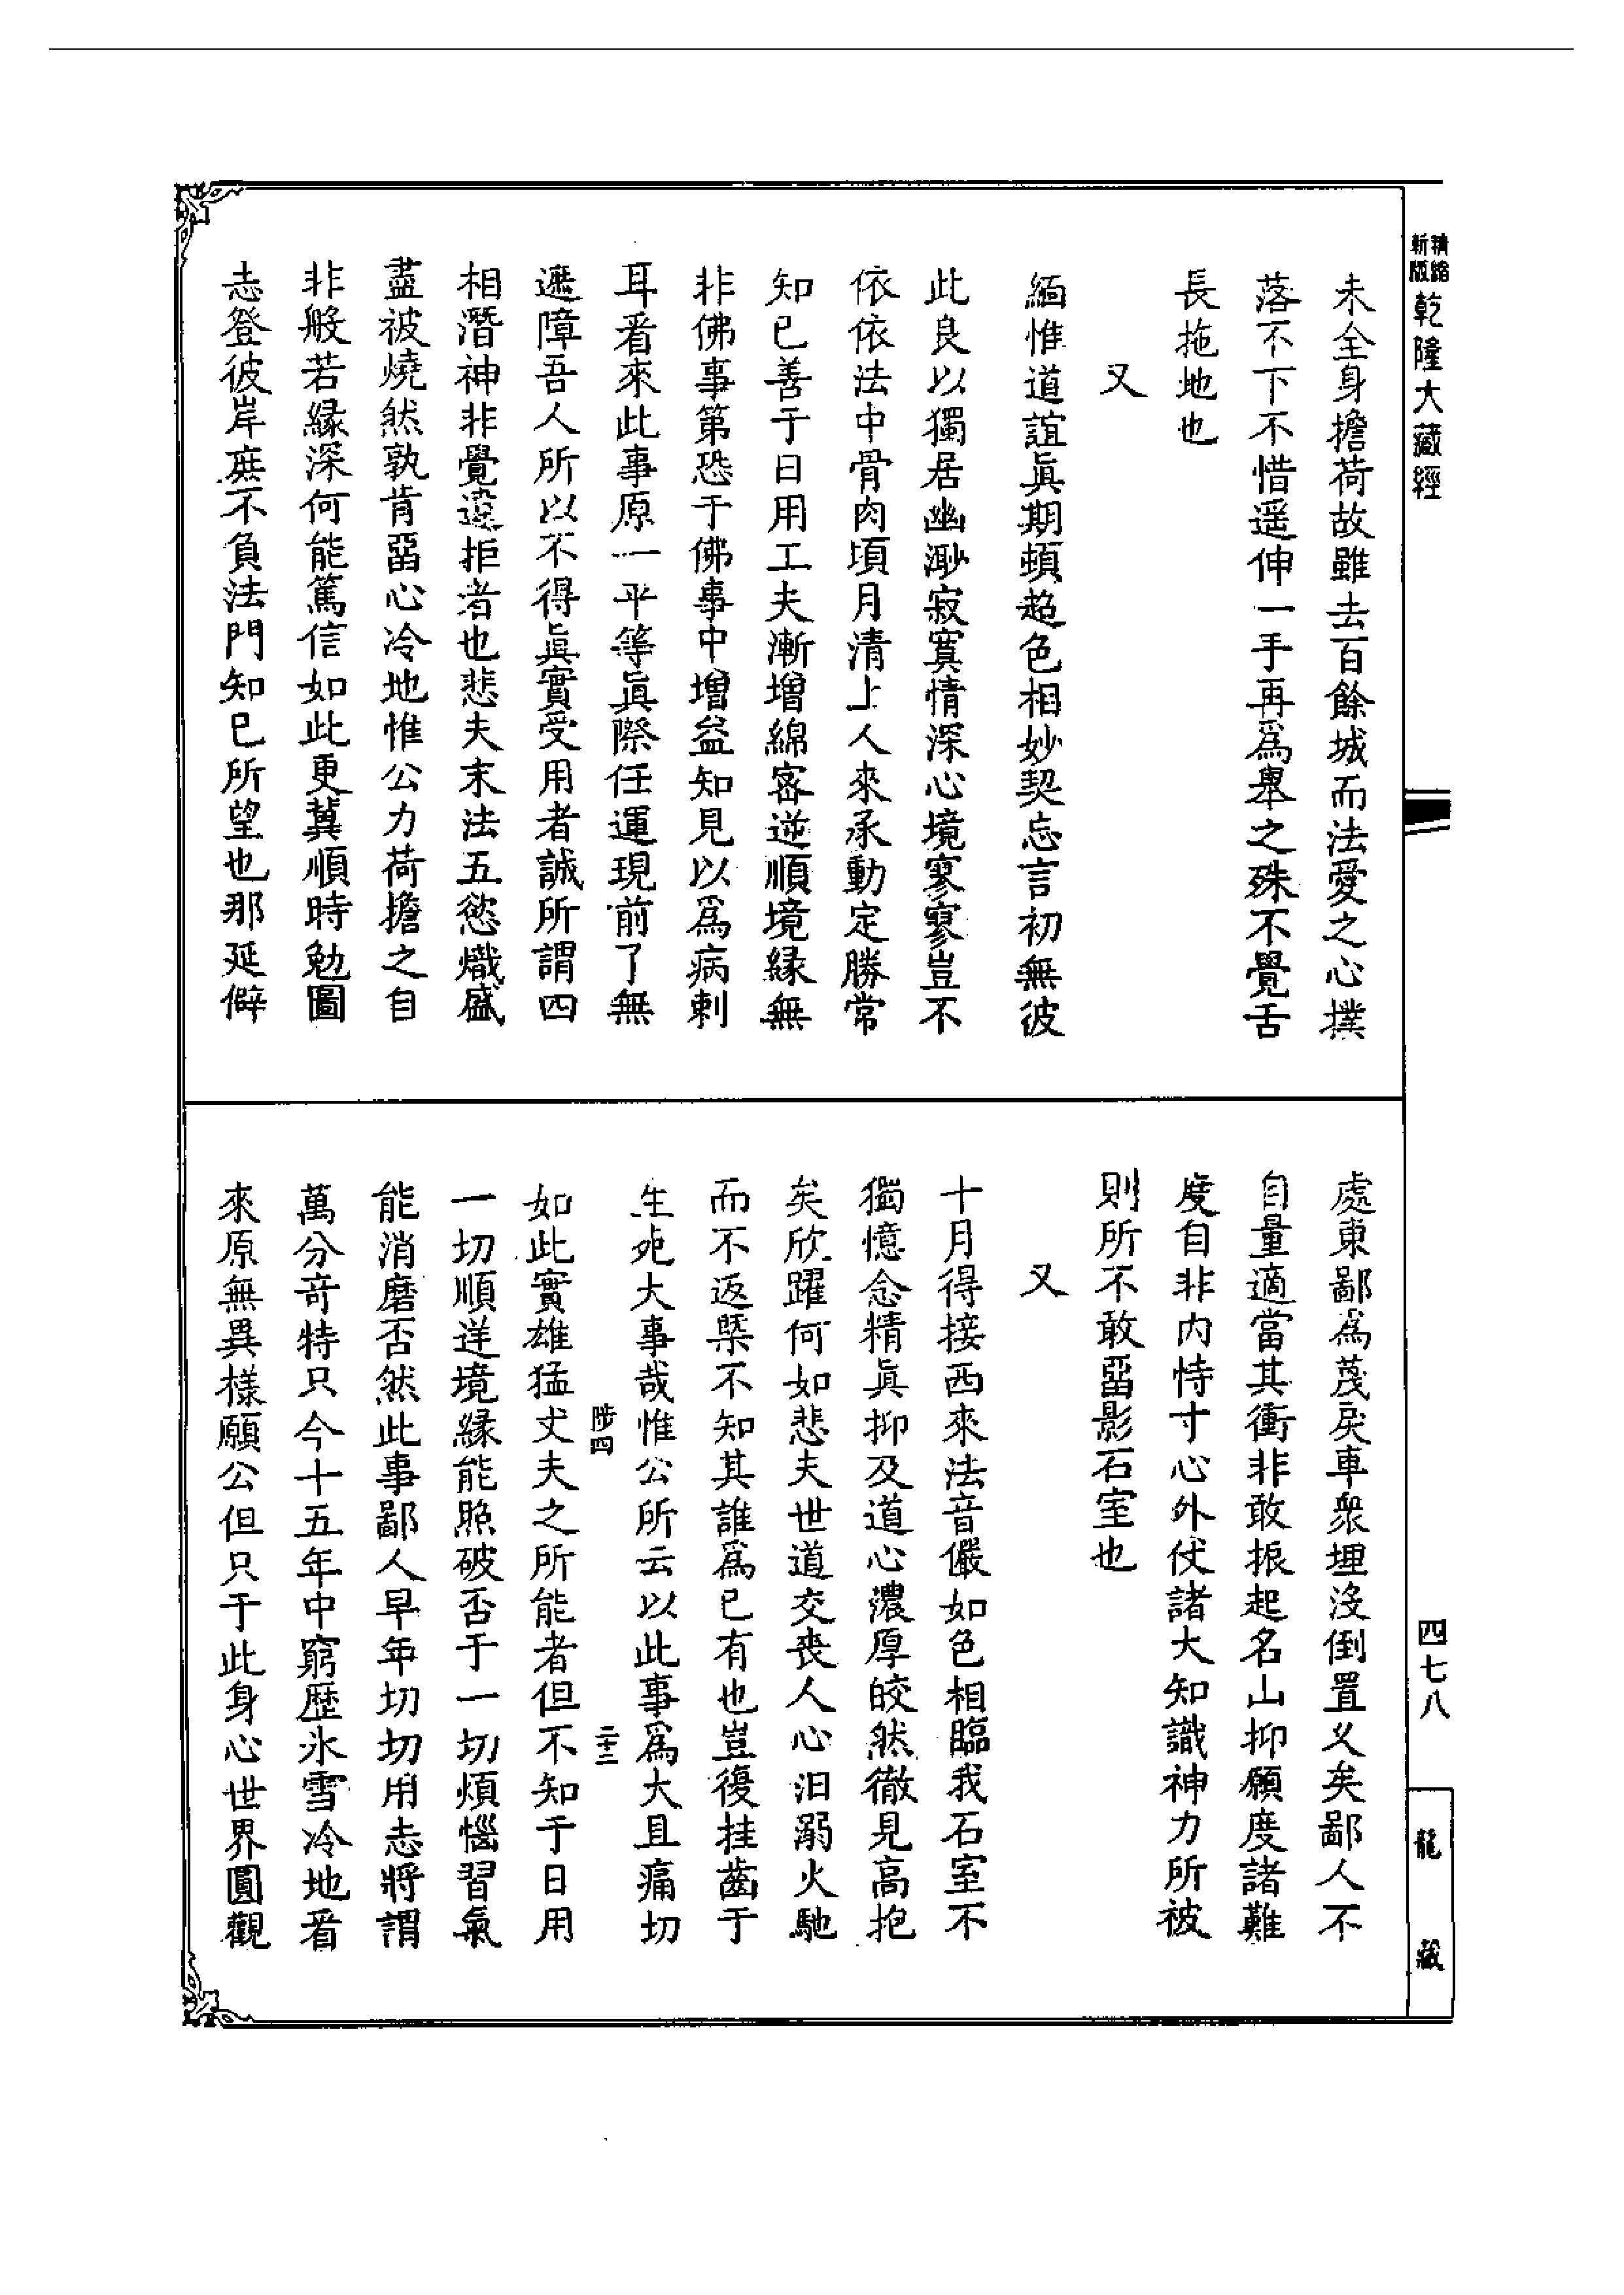 精縮
新版
乾隆大藏經
未全身擔荷故雖去百餘城而法愛之心撲
落不下不惜遥伸一手再爲舉之殊不覺舌
長拖地也
又
緬惟道誼眞期頓超色相妙契忘言初無彼
此良以獨居幽渺寂寞情深心境寥寥豈不
依依法中骨肉頃月清上人來承動定勝常
知已善于日用工夫漸增綿密逆順境緣無
非佛事第恐于佛事中增益知見以爲病剌
耳看來此事原一平等眞際任運現前了無
遮障吾人所以不得眞實受用者誠所謂四
相潛神非覺違拒者也悲夫末法五慾熾盛
盡被燒然孰肯畱心冷地惟公力荷擔之自
非般若緣深何能篤信如此更冀順時勉圖
志登彼岸庶不負法門知已所望也那延僻
處東鄙爲蔑戾車衆埋沒倒置乆矣鄙人不
自量適當其衝非敢振起名山抑願度諸難
度自非内恃寸心外仗諸大知識神力所被
則所不敢畱影石室也
又
十月得接西來法音儼如色相臨我石室不
獨憶念精眞抑及道心濃厚皎然徹見高抱
矣欣躍何如悲夫世道交丧人心汨溺火馳
而不返槩不知其誰爲已有也豈復挂齒于
生死大事哉惟公所云以此事爲大且痛切
陟四
二十二
如此實雄猛丈夫之所能者但不知于日用
一切順逆境緣能照破否于一切煩惱習氣
能消磨否然此事鄙人早年切切用志將謂
萬分竒特只今十五年中窮歷氷雪冷地看
來原無異樣願公但只于此身心世界圓觀
四七八
龍
藏